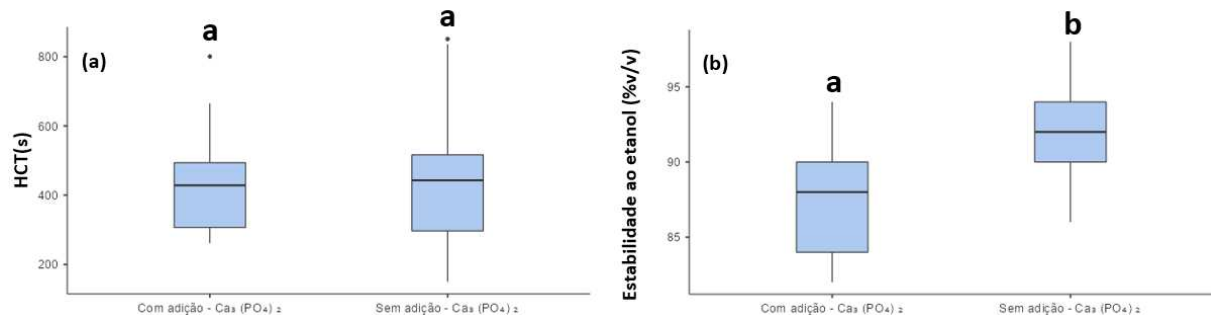 (a)
a
a
HCT(s)
800
600
400
200
Com adição - Ca₃ (PO₄) ₂
Sem adição - Ca₃ (PO₄) ₂
(b)
a
b
Estabilidade ao etanol (%v/v)
95
90
85
Com adição - Ca₃ (PO₄) ₂
Sem adição - Ca₃ (PO₄) ₂